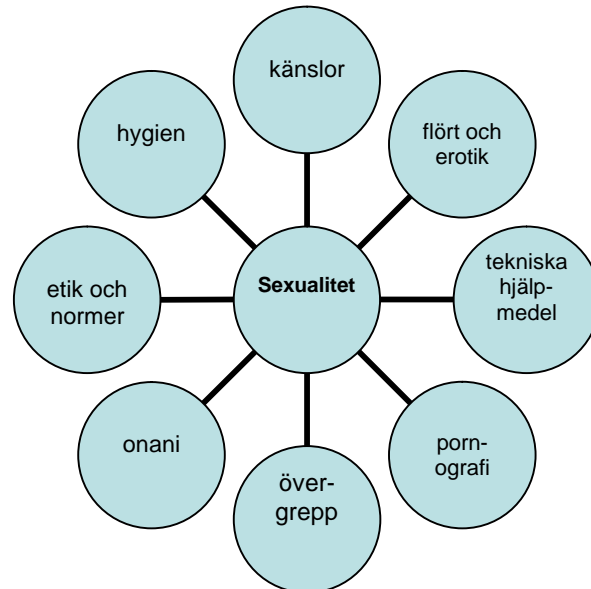 känslor
flört och
erotik
tekniska
hjälp-
medel
porn-
ografi
över-
grepp
onani
etik och
normer
hygien
Sexualitet